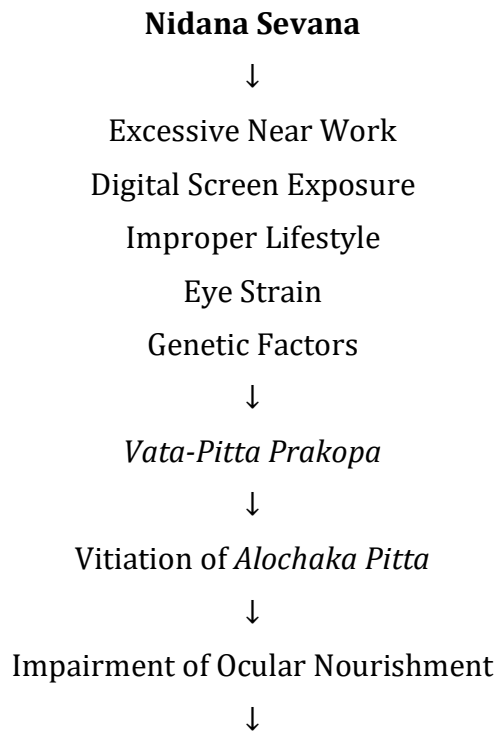 Nidana Sevana
↓
Excessive Near Work
Digital Screen Exposure
Improper Lifestyle
Eye Strain
Genetic Factors
↓
Vata-Pitta Prakopa
↓
Vitiation of Alochaka Pitta
↓
Impairment of Ocular Nourishment
↓